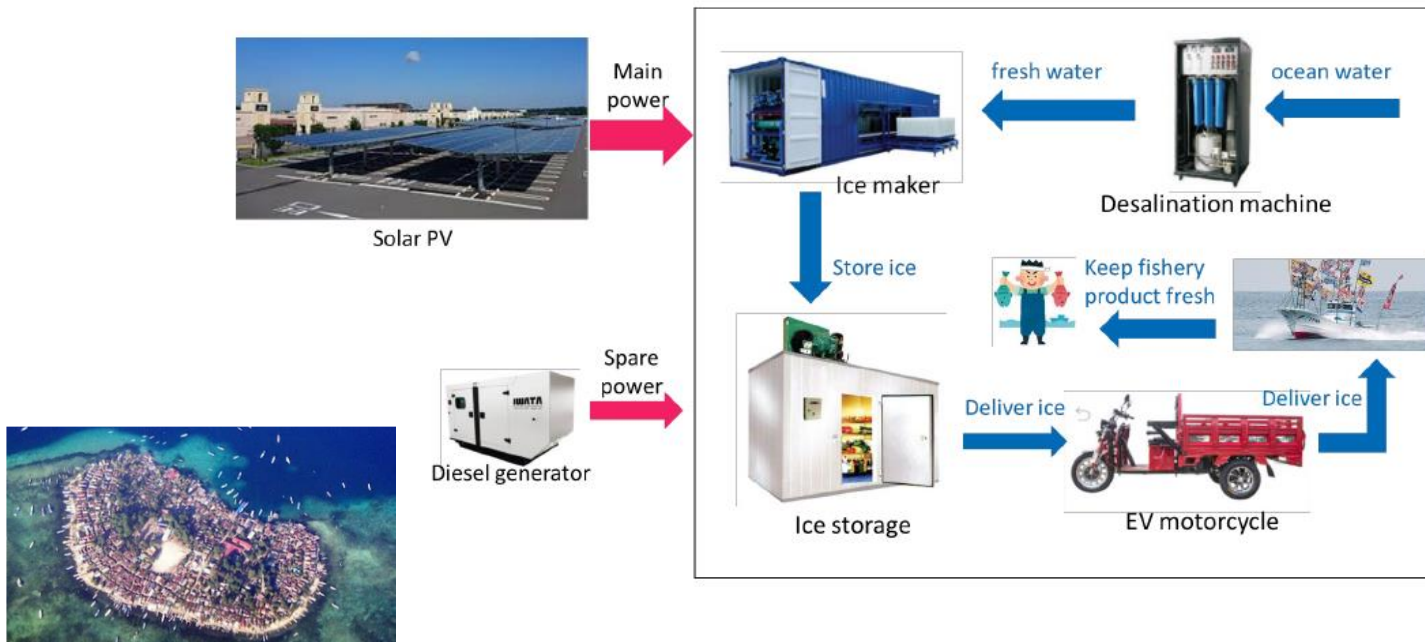 Main
power
Solar PV
fresh water
ocean water
Ice maker
Desalination machine
Store ice
Keep fishery
product fresh
Spare
power
IWATA
Diesel generator
Deliver ice
Deliver ice
Ice storage
EV motorcycle